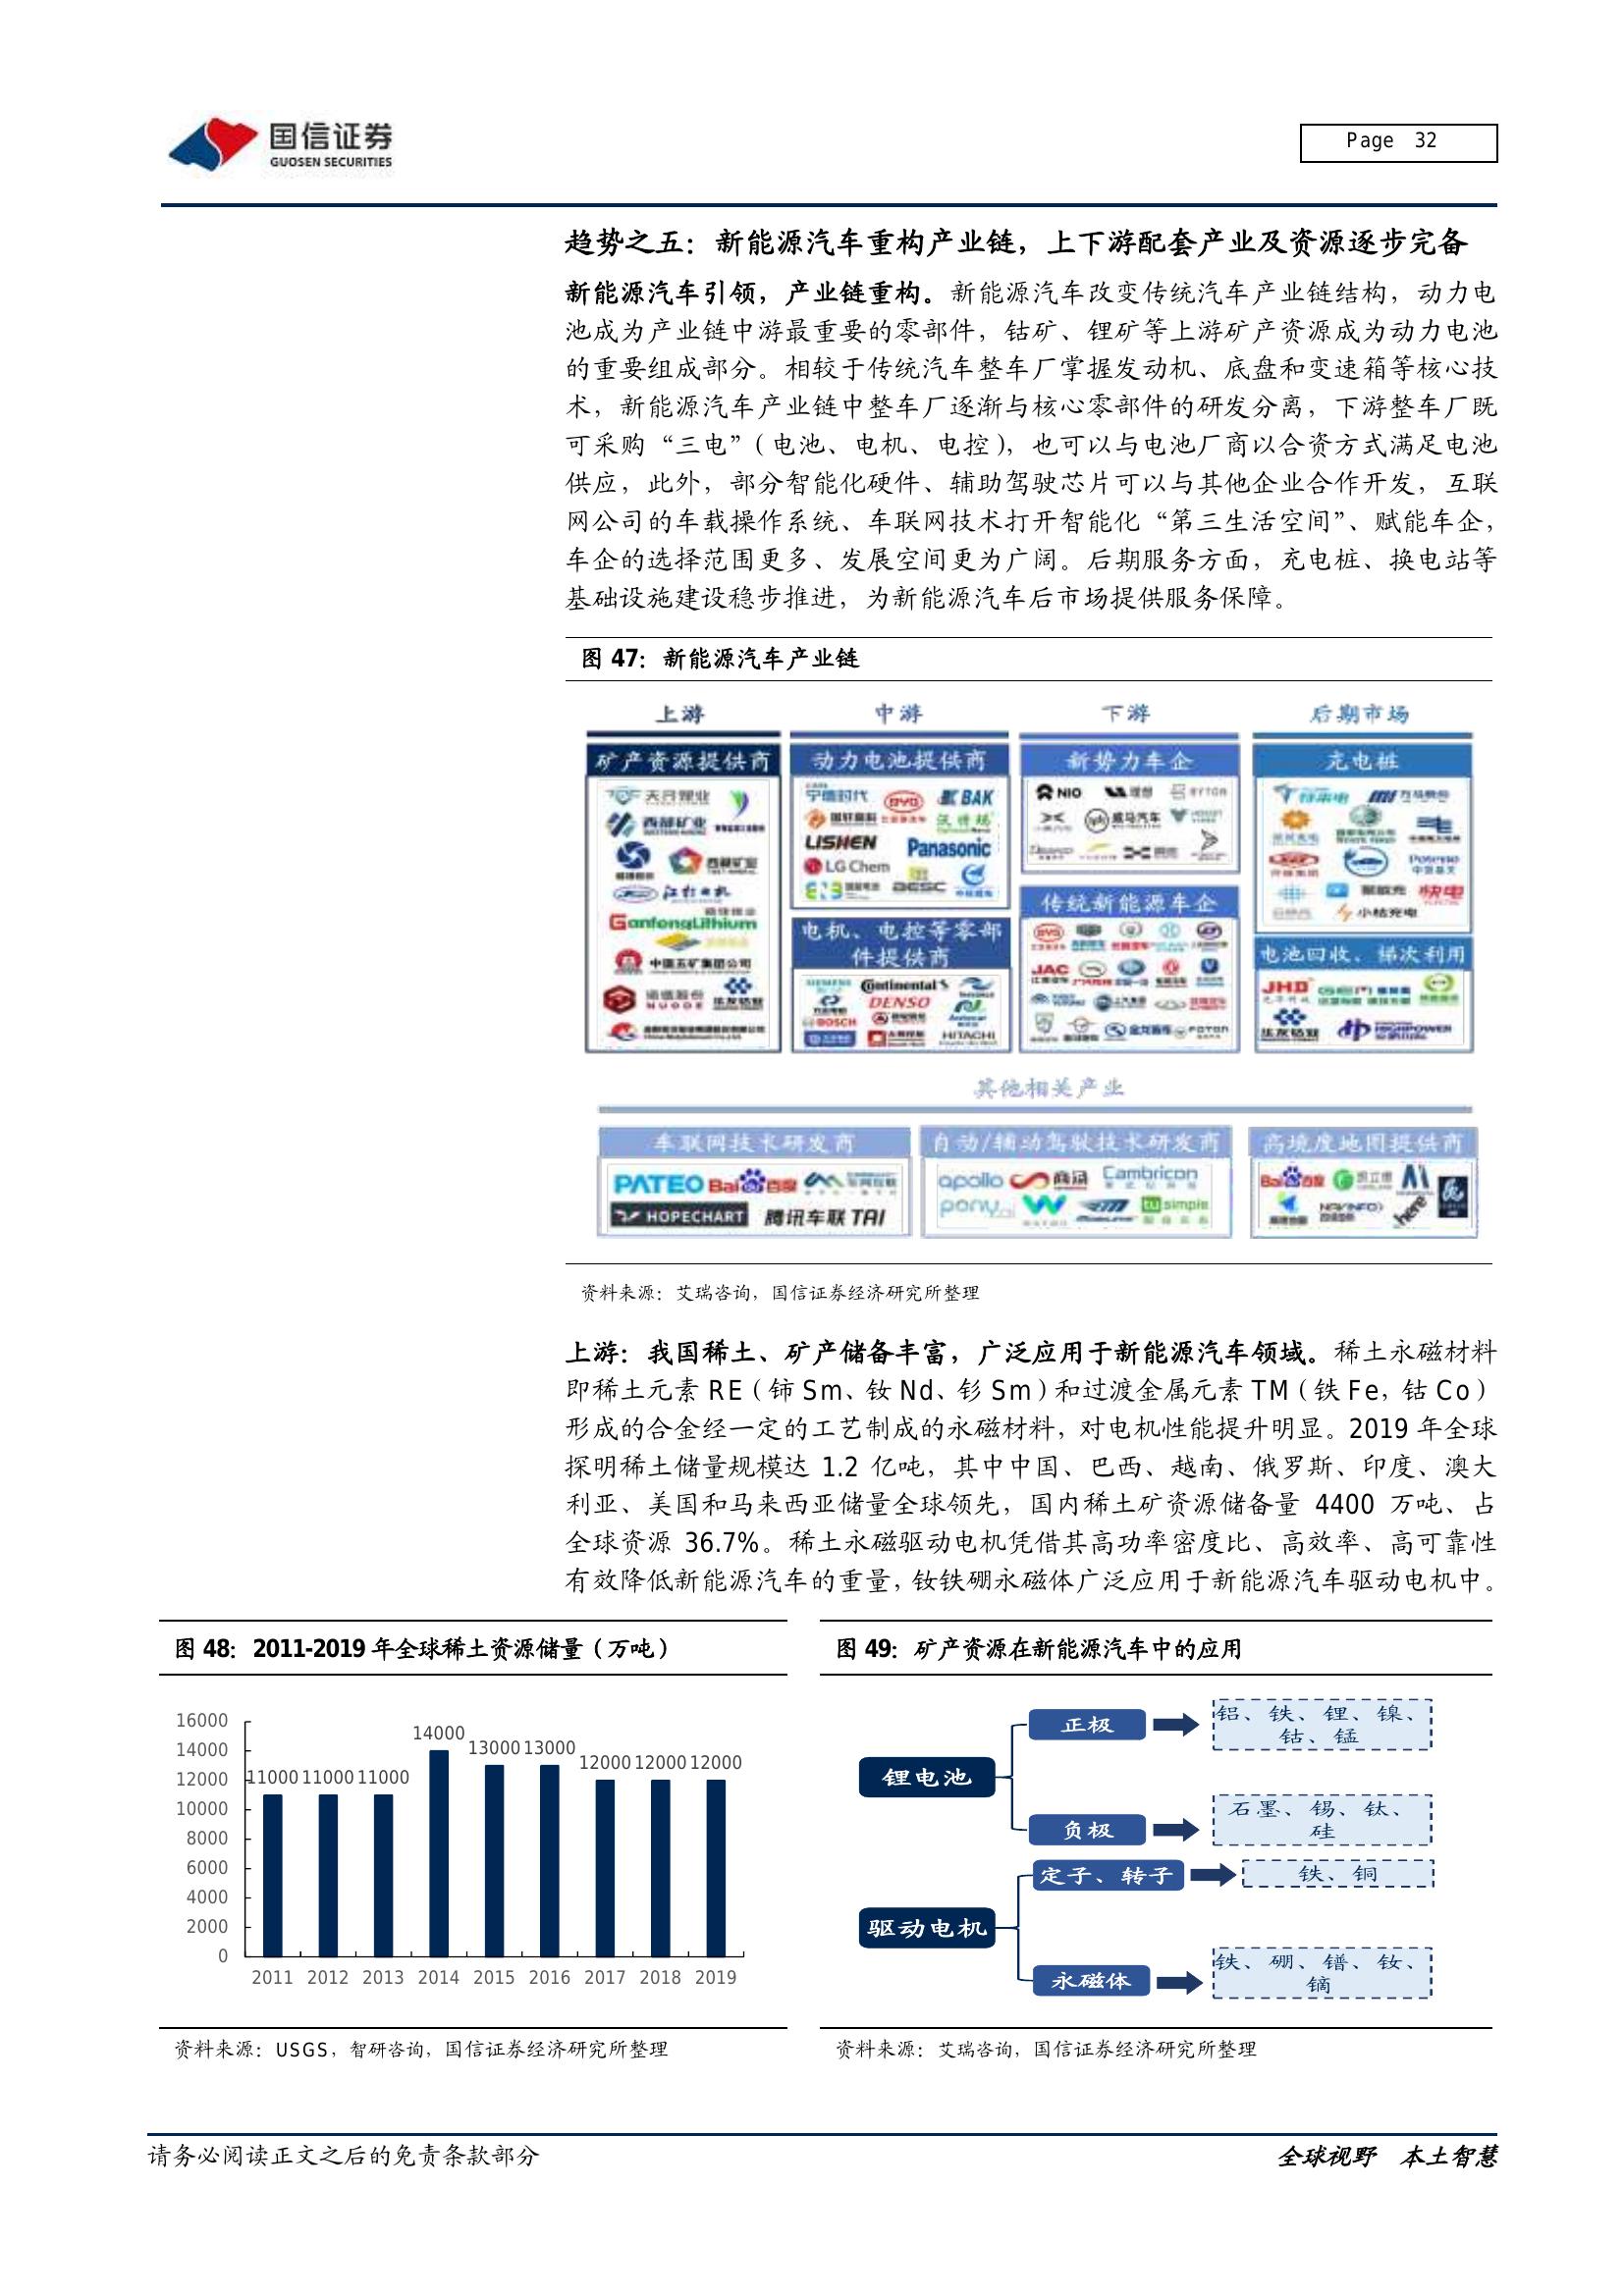 国信证券
GUOSEN SECURITIES
Page 32
趋势之五：新能源汽车重构产业链，上下游配套产业及资源逐步完备
新能源汽车引领，产业链重构。新能源汽车改变传统汽车产业链结构，动力电
池成为产业链中游最重要的零部件，钴矿、锂矿等上游矿产资源成为动力电池
的重要组成部分。相较于传统汽车整车厂掌握发动机、底盘和变速箱等核心技
术，新能源汽车产业链中整车厂逐渐与核心零部件的研发分离，下游整车厂既
可采购“三电”（电池、电机、电控），也可以与电池厂商以合资方式满足电池
供应，此外，部分智能化硬件、辅助驾驶芯片可以与其他企业合作开发，互联
网公司的车载操作系统、车联网技术打开智能化“第三生活空间”、赋能车企，
车企的选择范围更多、发展空间更为广阔。后期服务方面，充电桩、换电站等
基础设施建设稳步推进，为新能源汽车后市场提供服务保障。
图 47：新能源汽车产业链
上游
中游
下游
后期市场
矿产资源提供商
西部矿业
西藏矿业
GanfengLithium
中国五矿集团公司
诺德股份
NUODE
华友钴业
动力电池提供商
宁德时代
BYD
BAK
国轩高科
沃特玛
LISHEN
Panasonic
LG Chem
AESC
电机、电控等零部
件提供商
SIEMENS
Continental
DENSO
BOSCH
HITACHI
新势力车企
NIO
理想
BYTON
威马汽车
传统新能源车企
BYD
JAC
金龙客车
FOTON
充电桩
特来电
Potevio
中国普天
快电
小桔充电
电池回收、梯次利用
JHD
华友钴业
HIGHPOWER
其他相关产业
车联网技术研发商
PATEO
Bai百度
HOPECHART
腾讯车联 TAI
自动/辅助驾驶技术研发商
apollo
商汤
Cambricon
pony.ai
tusimple
高境度地图提供商
Bai百度
NAVINFO
here
资料来源：艾瑞咨询，国信证券经济研究所整理
上游：我国稀土、矿产储备丰富，广泛应用于新能源汽车领域。稀土永磁材料
即稀土元素 RE（铈 Sm、钕 Nd、钐 Sm）和过渡金属元素 TM（铁 Fe，钴 Co）
形成的合金经一定的工艺制成的永磁材料，对电机性能提升明显。2019 年全球
探明稀土储量规模达 1.2 亿吨，其中中国、巴西、越南、俄罗斯、印度、澳大
利亚、美国和马来西亚储量全球领先，国内稀土矿资源储备量 4400 万吨、占
全球资源 36.7%。稀土永磁驱动电机凭借其高功率密度比、高效率、高可靠性
有效降低新能源汽车的重量，钕铁硼永磁体广泛应用于新能源汽车驱动电机中。
图 48：2011-2019 年全球稀土资源储量（万吨）
16000
14000
12000
10000
8000
6000
4000
2000
0
11000 11000 11000 14000 13000 13000 12000 12000 12000
2011 2012 2013 2014 2015 2016 2017 2018 2019
资料来源：USGS，智研咨询，国信证券经济研究所整理
图 49：矿产资源在新能源汽车中的应用
锂电池
正极
铝、铁、锂、镍、
钴、锰
负极
石墨、锡、钛、
硅
驱动电机
定子、转子
铁、铜
永磁体
铁、硼、镨、钕、
镝
资料来源：艾瑞咨询，国信证券经济研究所整理
请务必阅读正文之后的免责条款部分
全球视野 本土智慧